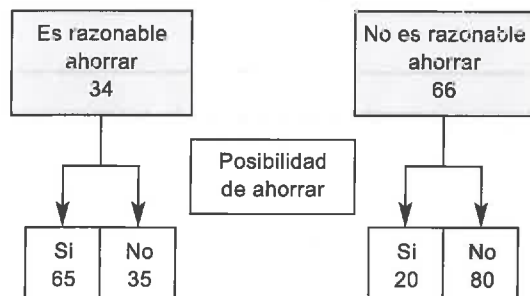 Es razonable
ahorrar
34
No es razonable
ahorrar
66
Posibilidad
de ahorrar
Si No
65 35
Si No
20 80